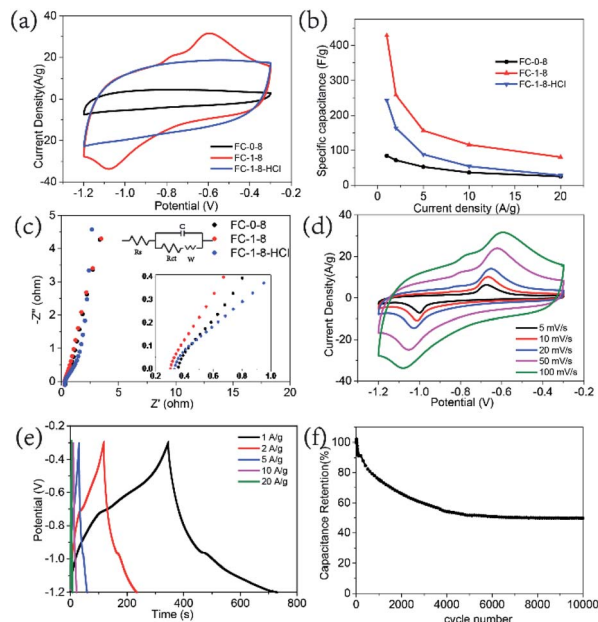 (a)
Current Density(A/g)
40
20
0
-20
-40
FC-0-8
FC-1-8
FC-1-8-HCl
-1.2 -1.0 -0.8 -0.6 -0.4 -0.2
Potential (V)
(b)
Specific capacitance (F/g)
400
300
200
100
0
FC-0-8
FC-1-8
FC-1-8-HCl
0 5 10 15 20
Current density (A/g)
(c)
-Z" (ohm)
5
4
3
2
1
0
C
Rs
Rct
W
FC-0-8
FC-1-8
FC-1-8-HCl
0.4
0.3
0.2
0.1
0.0
0.2 0.4 0.6 0.8 1.0
0 5 10 15 20
Z' (ohm)
(d)
Current Density(A/g)
40
20
0
-20
-40
5 mV/s
10 mV/s
20 mV/s
50 mV/s
100 mV/s
-1.2 -1.0 -0.8 -0.6 -0.4
Potential (V)
(e)
Potential (V)
-0.2
-0.4
-0.6
-0.8
-1.0
-1.2
1 A/g
2 A/g
5 A/g
10 A/g
20 A/g
0 200 400 600 800
Time (s)
(f)
Capacitance Retention(%)
120
100
80
60
40
20
0
0 2000 4000 6000 8000 10000
cycle number